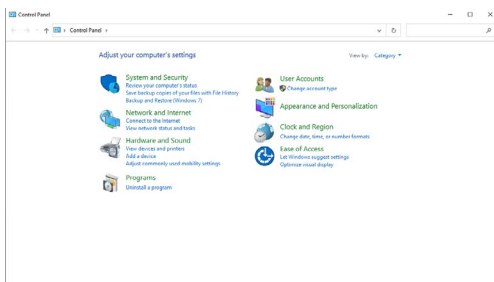 Control Panel
Control Panel
Adjust your computer's settings
View by: Category
System and Security
Review your computer's status
Save backup copies of your files with File History
Backup and Restore (Windows 7)
Network and Internet
Connect to the Internet
View network status and tasks
Hardware and Sound
View devices and printers
Add a device
Adjust commonly used mobility settings
Programs
Uninstall a program
User Accounts
Change account type
Appearance and Personalization
Clock and Region
Change date, time, or number formats
Ease of Access
Let Windows suggest settings
Optimize visual display